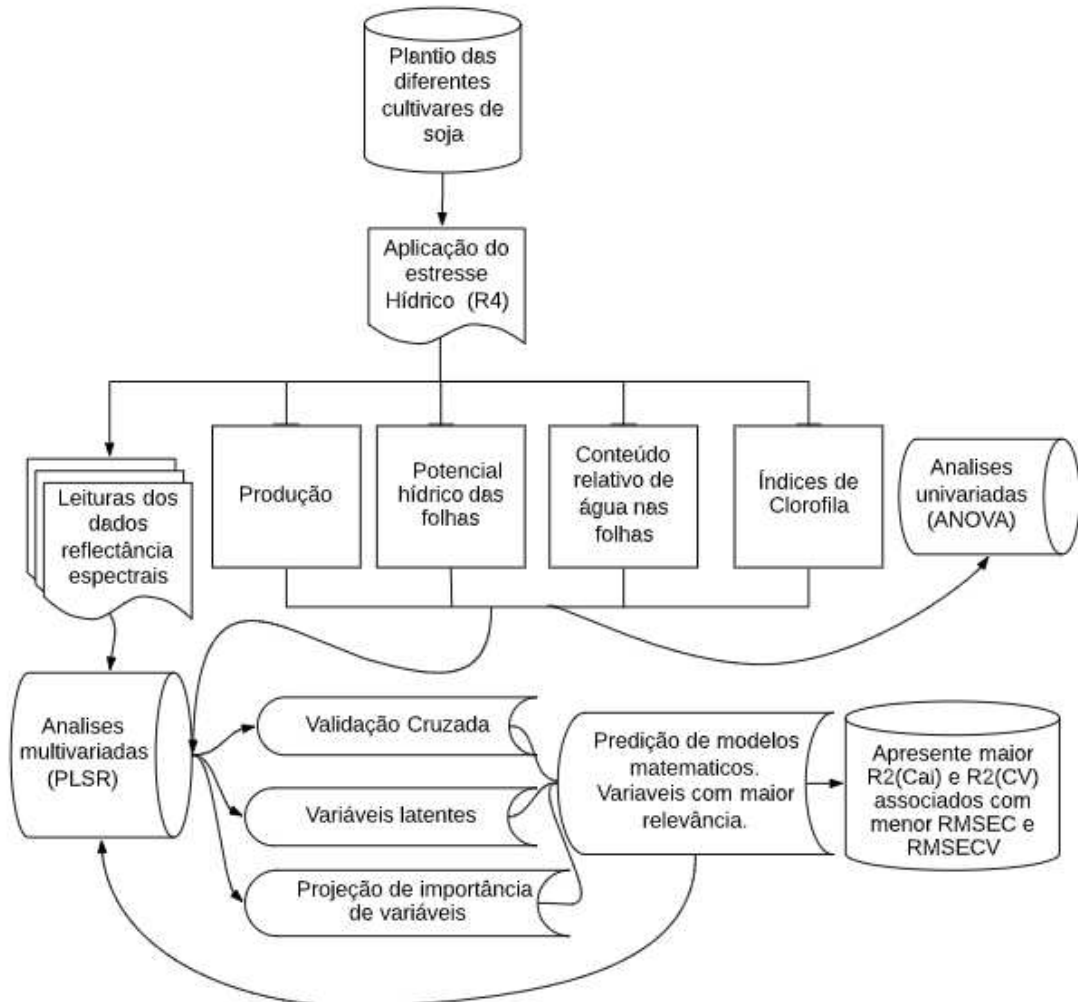 Plantio das
diferentes
cultivares de
soja
Aplicação do
estresse
Hídrico (R4)
Leituras dos
dados
reflectância
espectrais
Produção
Potencial
hídrico das
folhas
Conteúdo
relativo de
água nas
folhas
Índices de
Clorofila
Analises
univariadas
(ANOVA)
Analises
multivariadas
(PLSR)
Validação Cruzada
Variáveis latentes
Projeção de importância
de variáveis
Predição de modelos
matematicos.
Variaveis com maior
relevância.
Apresente maior
R2(Cai) e R2(CV)
associados com
menor RMSEC e
RMSECV